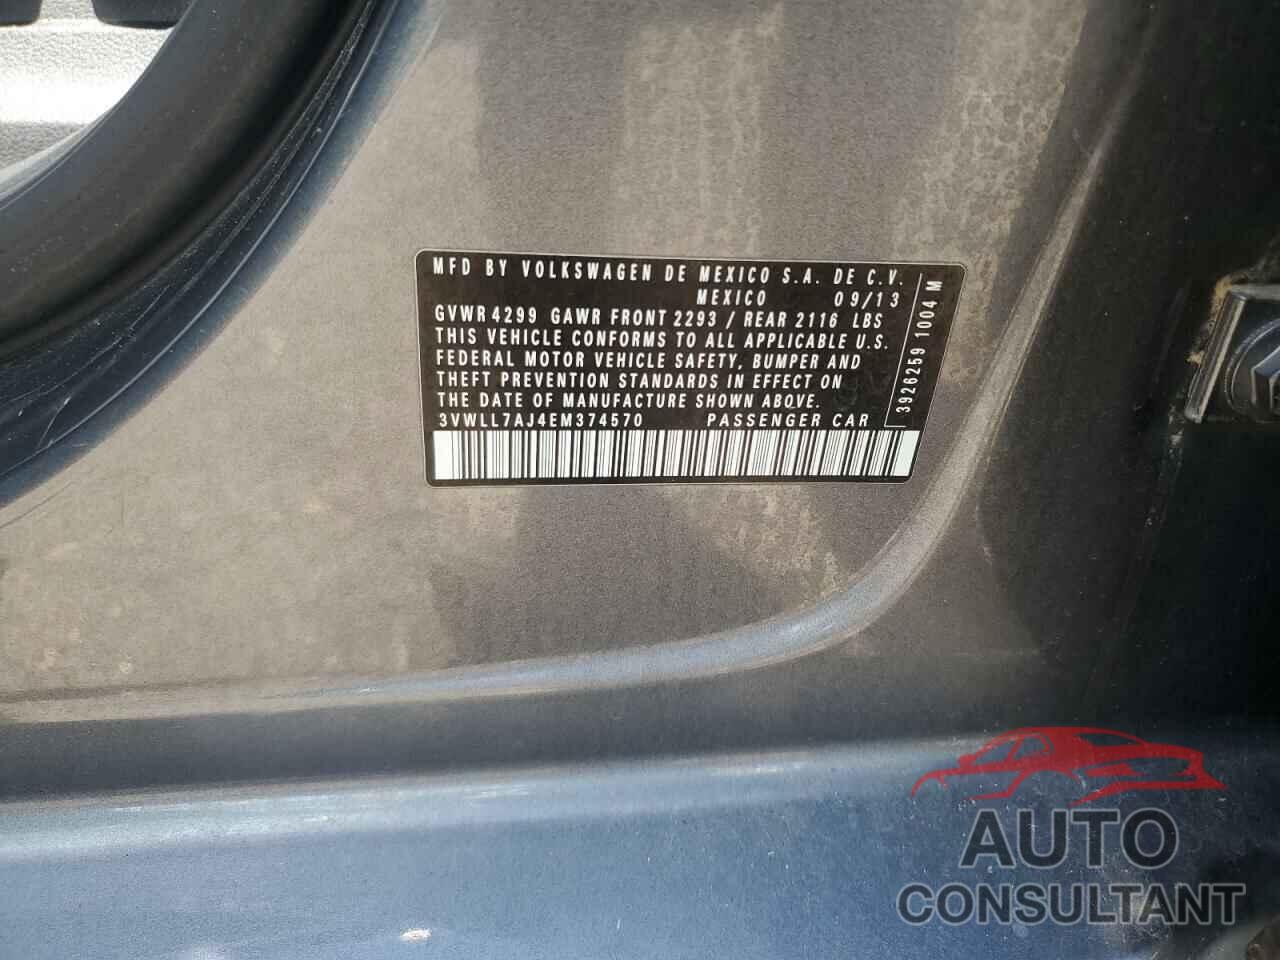 MFD BY VOLKSWAGEN DE MEXICO S.A. DE C.V.
MEXICO 09/13
GVWR 4299 GAWR FRONT 2293 / REAR 2116 LBS
THIS VEHICLE CONFORMS TO ALL APPLICABLE U.S.
FEDERAL MOTOR VEHICLE SAFETY, BUMPER AND
THEFT PREVENTION STANDARDS IN EFFECT ON
THE DATE OF MANUFACTURE SHOWN ABOVE.
3VWLL7AJ4EM374570 PASSENGER CAR
3926259 1004 M
AUTO
CONSULTANT